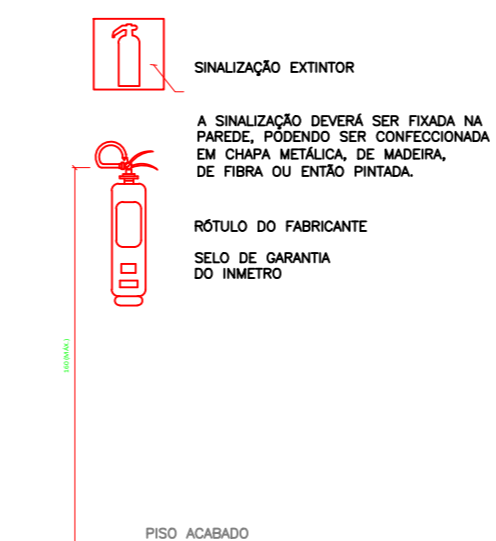 SINALIZAÇÃO EXTINTOR
A SINALIZAÇÃO DEVERÁ SER FIXADA NA
PAREDE, PODENDO SER CONFECCIONADA
EM CHAPA METÁLICA, DE MADEIRA,
DE FIBRA OU ENTÃO PINTADA.
RÓTULO DO FABRICANTE
SELO DE GARANTIA
DO INMETRO
PISO ACABADO